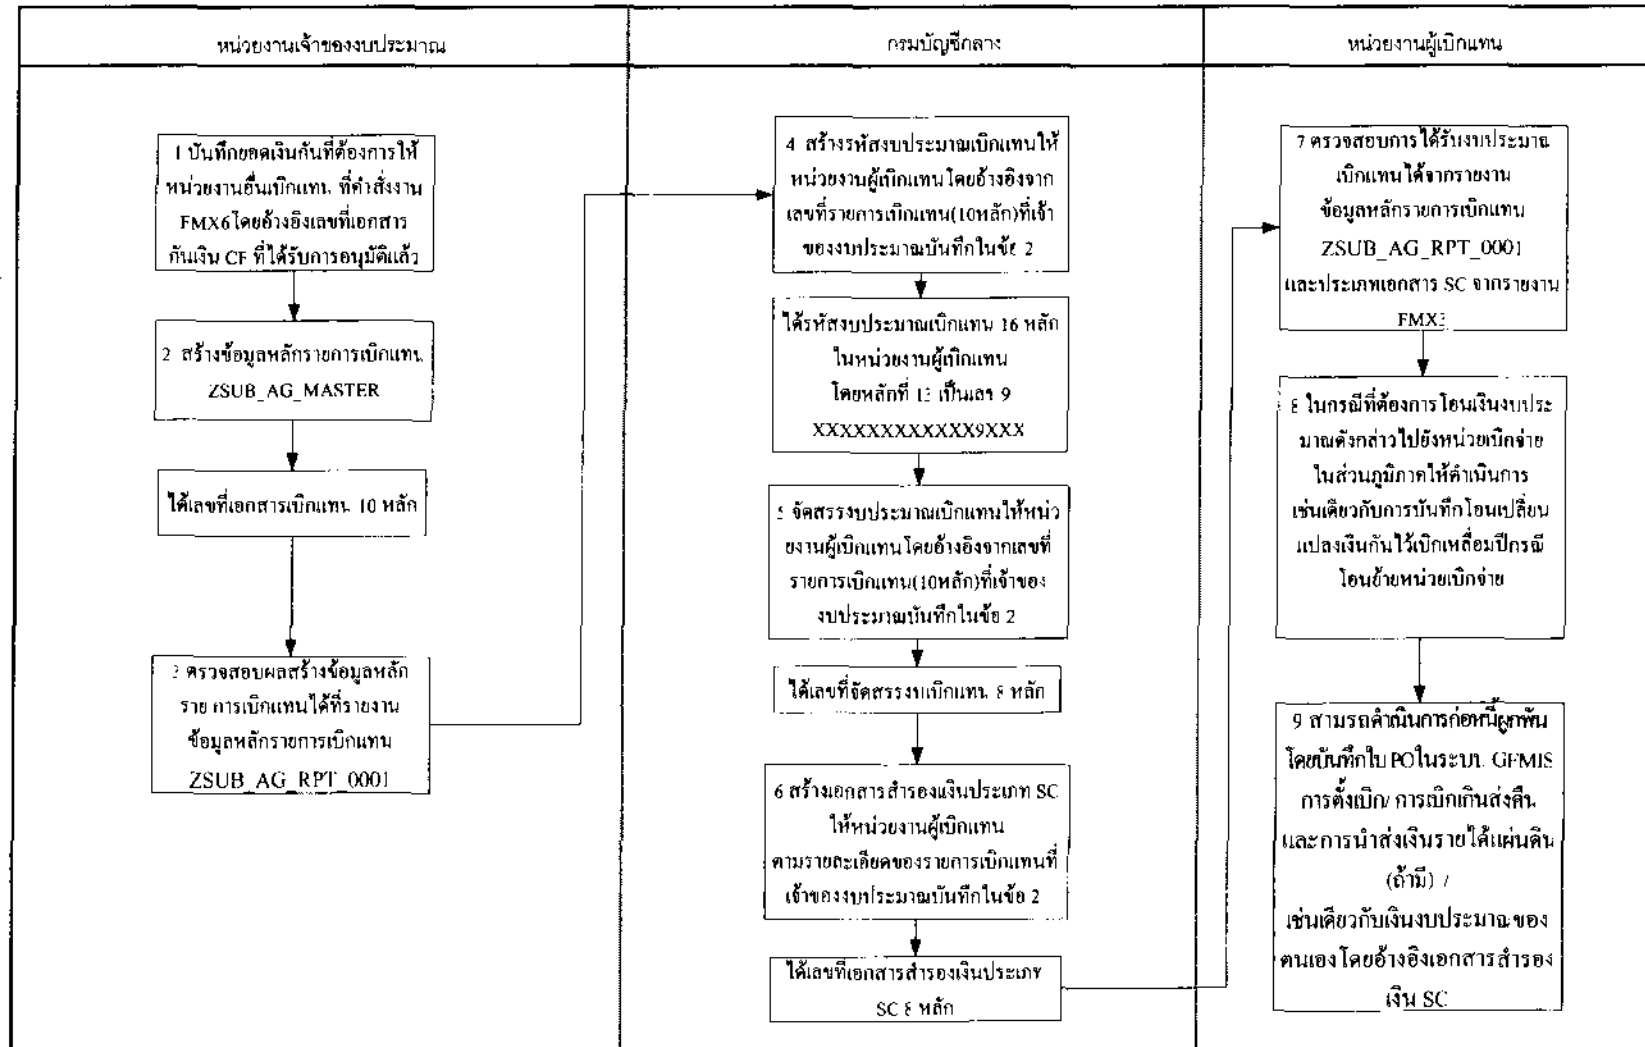 หน่วยงานเจ้าของงบประมาณ
กรมบัญชีกลาง
หน่วยงานผู้เบิกแทน
1 บันทึกยอดเงินกันที่ต้องการให้
หน่วยงานอื่นเบิกแทน ที่คำสั่งงาน
FMX6 โดยอ้างอิงเลขที่เอกสาร
กันเงิน CF ที่ได้รับการอนุมัติแล้ว
2 สร้างข้อมูลหลักรายการเบิกแทน
ZSUB_AG_MASTER
ได้เลขที่เอกสารเบิกแทน 10 หลัก
3 ตรวจสอบผลสร้างข้อมูลหลัก
ราย การเบิกแทนได้ที่รายงาน
ข้อมูลหลักรายการเบิกแทน
ZSUB_AG_RPT_0001
4 สร้างรหัสงบประมาณเบิกแทนให้
หน่วยงานผู้เบิกแทนโดยอ้างอิงจาก
เลขที่รายการเบิกแทน(10หลัก)ที่เจ้า
ของงบประมาณบันทึกในข้อ 2
ได้รหัสงบประมาณเบิกแทน 16 หลัก
ในหน่วยงานผู้เบิกแทน
โดยหลักที่ 13 เป็นเลข 9
XXXXXXXXXXXX9XXX
5 จัดสรรงบประมาณเบิกแทนให้หน่ว
ยงานผู้เบิกแทนโดยอ้างอิงจากเลขที่
รายการเบิกแทน(10หลัก)ที่เจ้าของ
งบประมาณบันทึกในข้อ 2
ได้เลขที่จัดสรรงบเบิกแทน 8 หลัก
6 สร้างเอกสารสำรองเงินประเภท SC
ให้หน่วยงานผู้เบิกแทน
ตามรายละเอียดของรายการเบิกแทนที่
เจ้าของงบประมาณบันทึกในข้อ 2
ได้เลขที่เอกสารสำรองเงินประเภท
SC 8 หลัก
7 ตรวจสอบการได้รับงบประมาณ
เบิกแทนได้จากรายงาน
ข้อมูลหลักรายการเบิกแทน
ZSUB_AG_RPT_0001
และประเภทเอกสาร SC จากรายงาน
FMX3
8 ในกรณีที่ต้องการโอนเงินงบประ
มาณดังกล่าวไปยังหน่วยเบิกจ่าย
ในส่วนภูมิภาคให้ดำเนินการ
เช่นเดียวกับการบันทึกโอนเปลี่ยน
แปลงเงินกันไว้เบิกเหลื่อมปีกรณี
โอนย้ายหน่วยเบิกจ่าย
9 สามรถดำเนินการก่อหนี้ผูกพัน
โดยบันทึกใบ POในระบบ GFMIS
การตั้งเบิก/ การเบิกเกินส่งคืน
และการนำส่งเงินรายได้แผ่นดิน
(ถ้ามี) /
เช่นเดียวกับเงินงบประมาณของ
ตนเองโดยอ้างอิงเอกสารสำรอง
เงิน SC